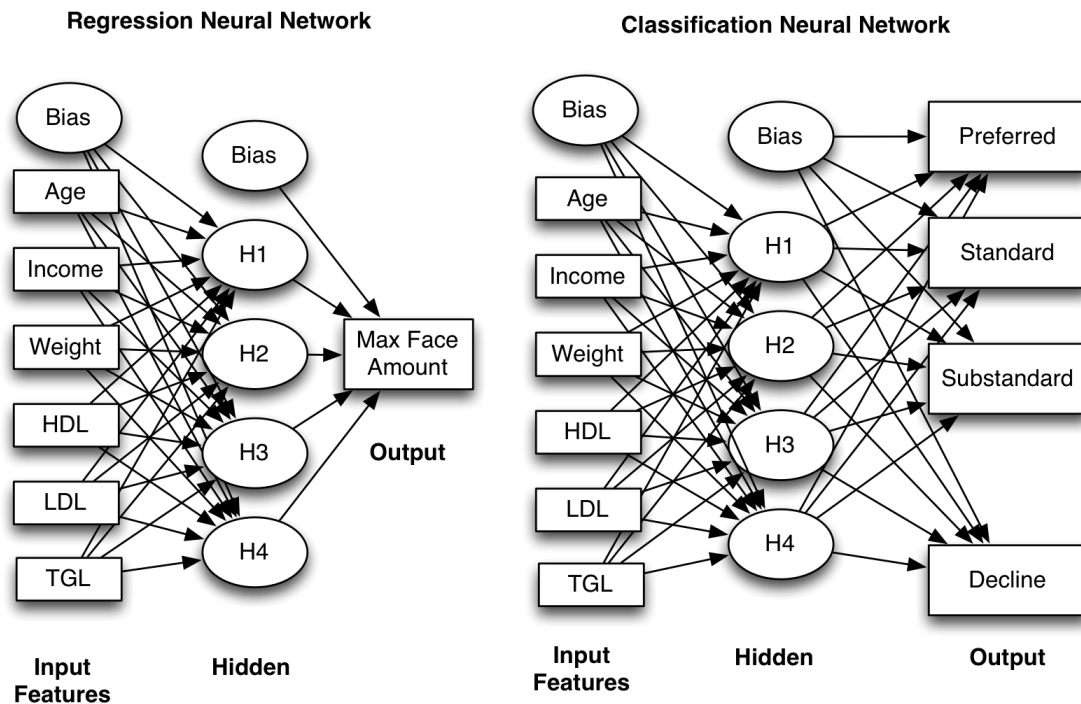 Regression Neural Network
Bias
Age
Income
Weight
HDL
LDL
TGL
Input
Features
Bias
H1
H2
H3
H4
Hidden
Max Face
Amount
Output
Classification Neural Network
Bias
Age
Income
Weight
HDL
LDL
TGL
Input
Features
Bias
H1
H2
H3
H4
Hidden
Preferred
Standard
Substandard
Decline
Output